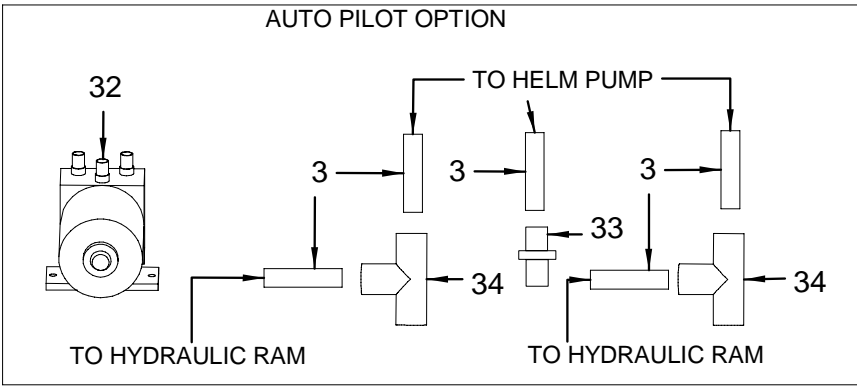 AUTO PILOT OPTION
TO HELM PUMP
32
3
3
3
33
34
34
TO HYDRAULIC RAM
TO HYDRAULIC RAM